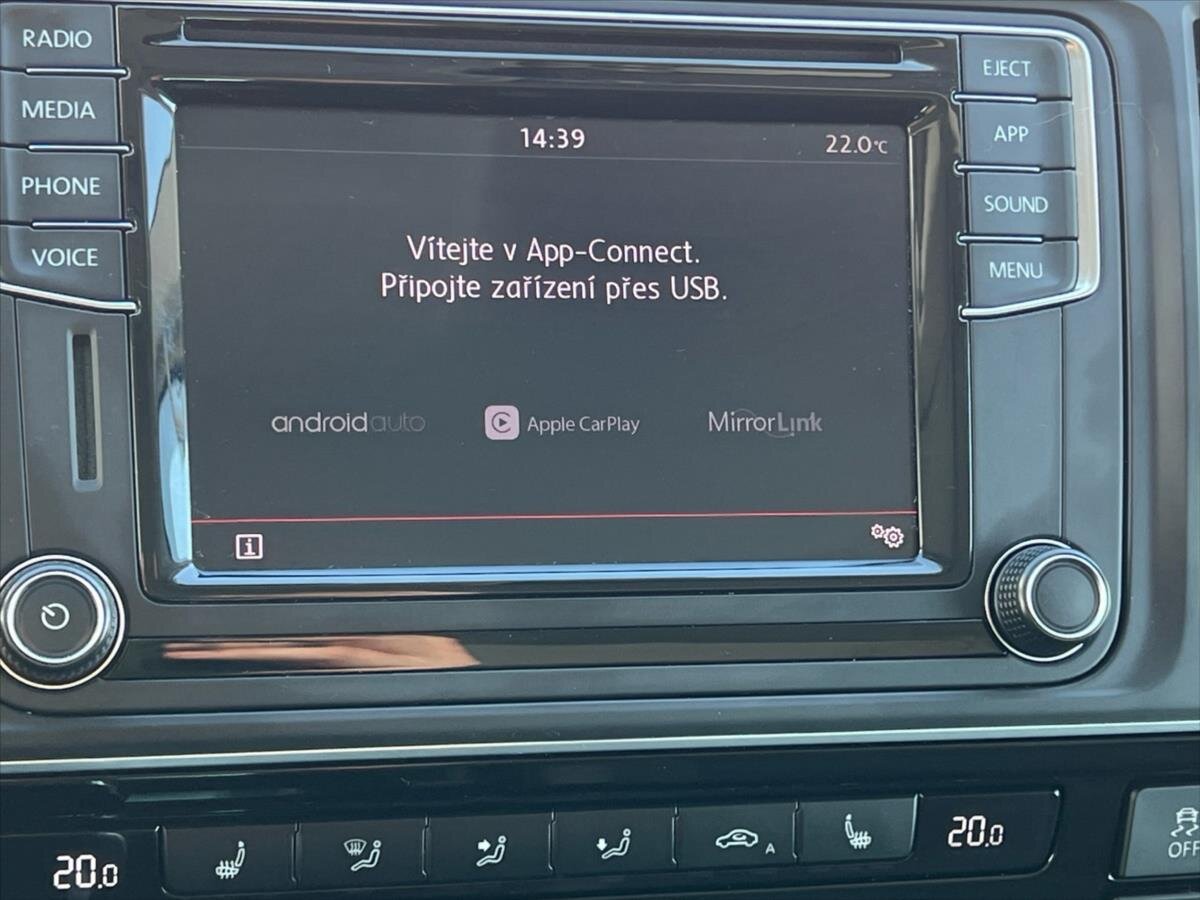 RADIO
MEDIA
PHONE
VOICE
EJECT
APP
SOUND
MENU
14:39
22.0°C
Vítejte v App-Connect.
Připojte zařízení přes USB.
androidauto
Apple CarPlay
MirrorLink
i
20.0
A
20.0
OFF